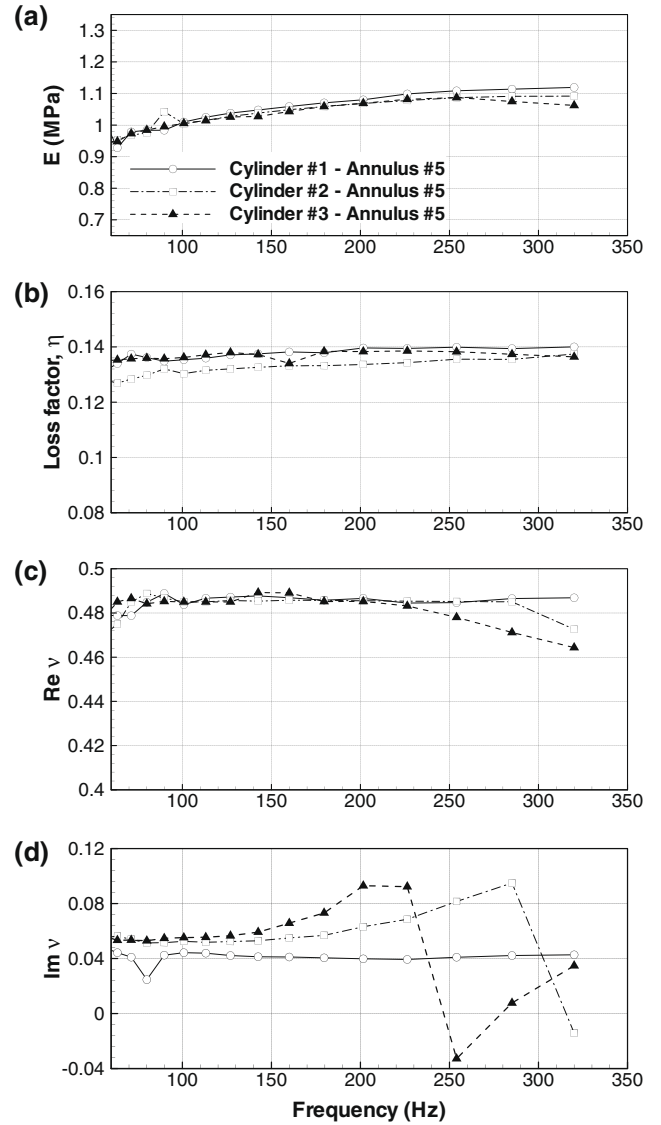 (a)
E (MPa)
1.3
1.2
1.1
1
0.9
0.8
0.7
Cylinder #1 - Annulus #5
Cylinder #2 - Annulus #5
Cylinder #3 - Annulus #5
100 150 200 250 300 350
(b)
Loss factor, η
0.16
0.14
0.12
0.1
0.08
100 150 200 250 300 350
(c)
Re ν
0.5
0.48
0.46
0.44
0.42
0.4
100 150 200 250 300 350
(d)
Im ν
0.12
0.08
0.04
0
-0.04
100 150 200 250 300 350
Frequency (Hz)